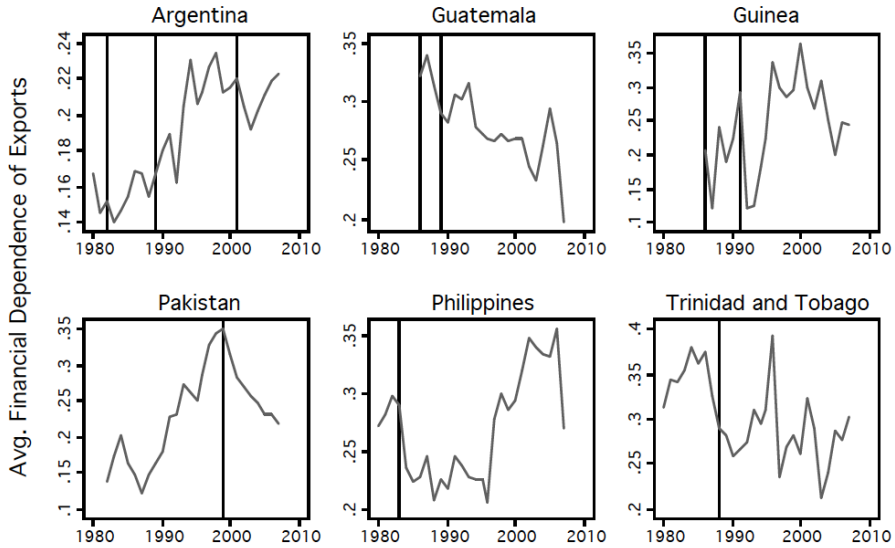 Avg. Financial Dependence of Exports
Argentina
.24
.22
.2
.18
.16
.14
1980 1990 2000 2010
Guatemala
.35
.3
.25
.2
1980 1990 2000 2010
Guinea
.35
.3
.25
.2
.15
.1
1980 1990 2000 2010
Pakistan
.35
.3
.25
.2
.15
.1
1980 1990 2000 2010
Philippines
.35
.3
.25
.2
1980 1990 2000 2010
Trinidad and Tobago
.4
.35
.3
.25
.2
1980 1990 2000 2010